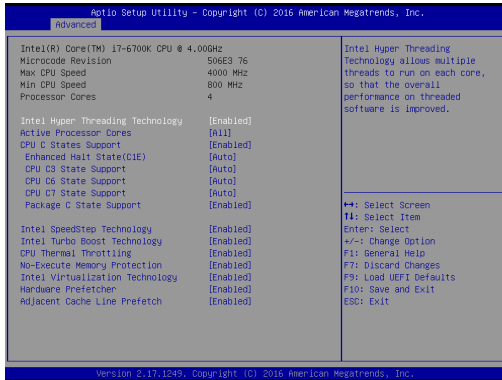 Aptio Setup Utility – Copyright (C) 2016 American Megatrends, Inc.
Advanced
Intel(R) Core(TM) i7-6700K CPU @ 4.00GHz
Microcode Revision 506E3 76
Max CPU Speed 4000 MHz
Min CPU Speed 800 MHz
Processor Cores 4
Intel Hyper Threading Technology [Enabled]
Active Processor Cores [All]
CPU C States Support [Enabled]
Enhanced Halt State(C1E) [Auto]
CPU C3 State Support [Auto]
CPU C6 State Support [Auto]
CPU C7 State Support [Auto]
Package C State Support [Enabled]
Intel SpeedStep Technology [Enabled]
Intel Turbo Boost Technology [Enabled]
CPU Thermal Throttling [Enabled]
No-Execute Memory Protection [Enabled]
Intel Virtualization Technology [Enabled]
Hardware Prefetcher [Enabled]
Adjacent Cache Line Prefetch [Enabled]
Intel Hyper Threading
Technology allows multiple
threads to run on each core,
so that the overall
performance on threaded
software is improved.
↔: Select Screen
↑↓: Select Item
Enter: Select
+/-: Change Option
F1: General Help
F7: Discard Changes
F9: Load UEFI Defaults
F10: Save and Exit
ESC: Exit
Version 2.17.1249. Copyright (C) 2016 American Megatrends, Inc.